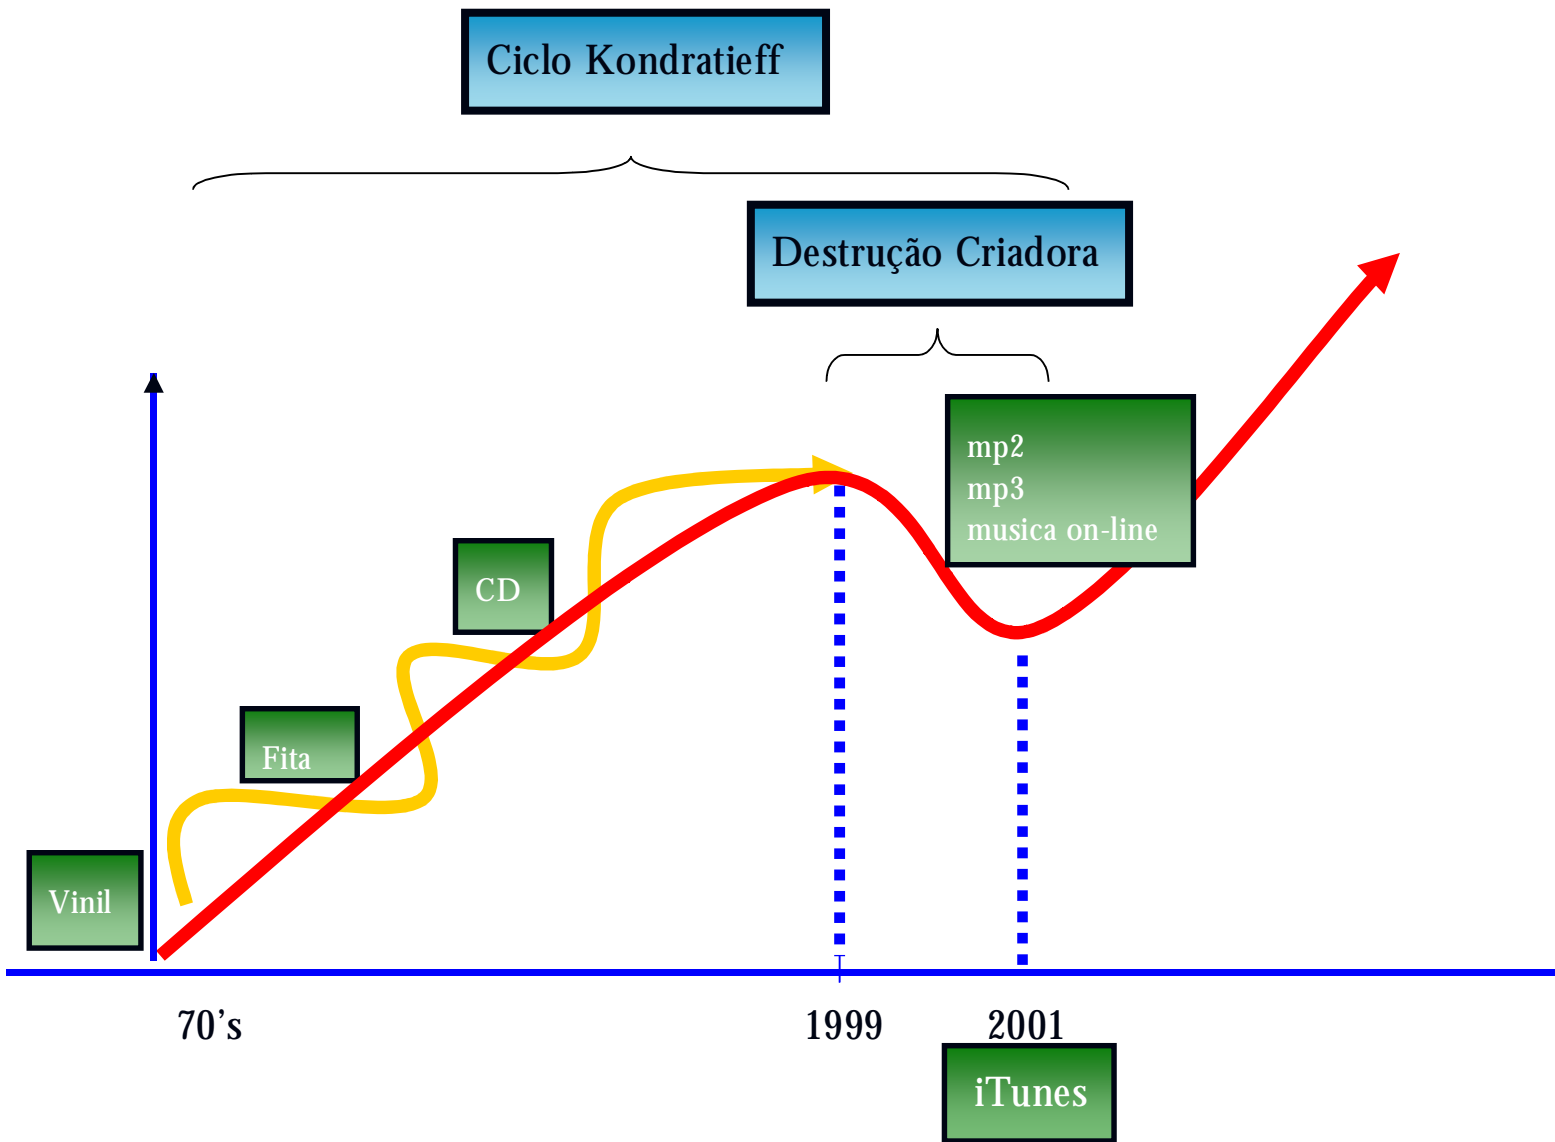 Ciclo Kondratieff
Destrução Criadora
mp2
mp3
musica on-line
CD
Fita
Vinil
70's
1999
2001
iTunes